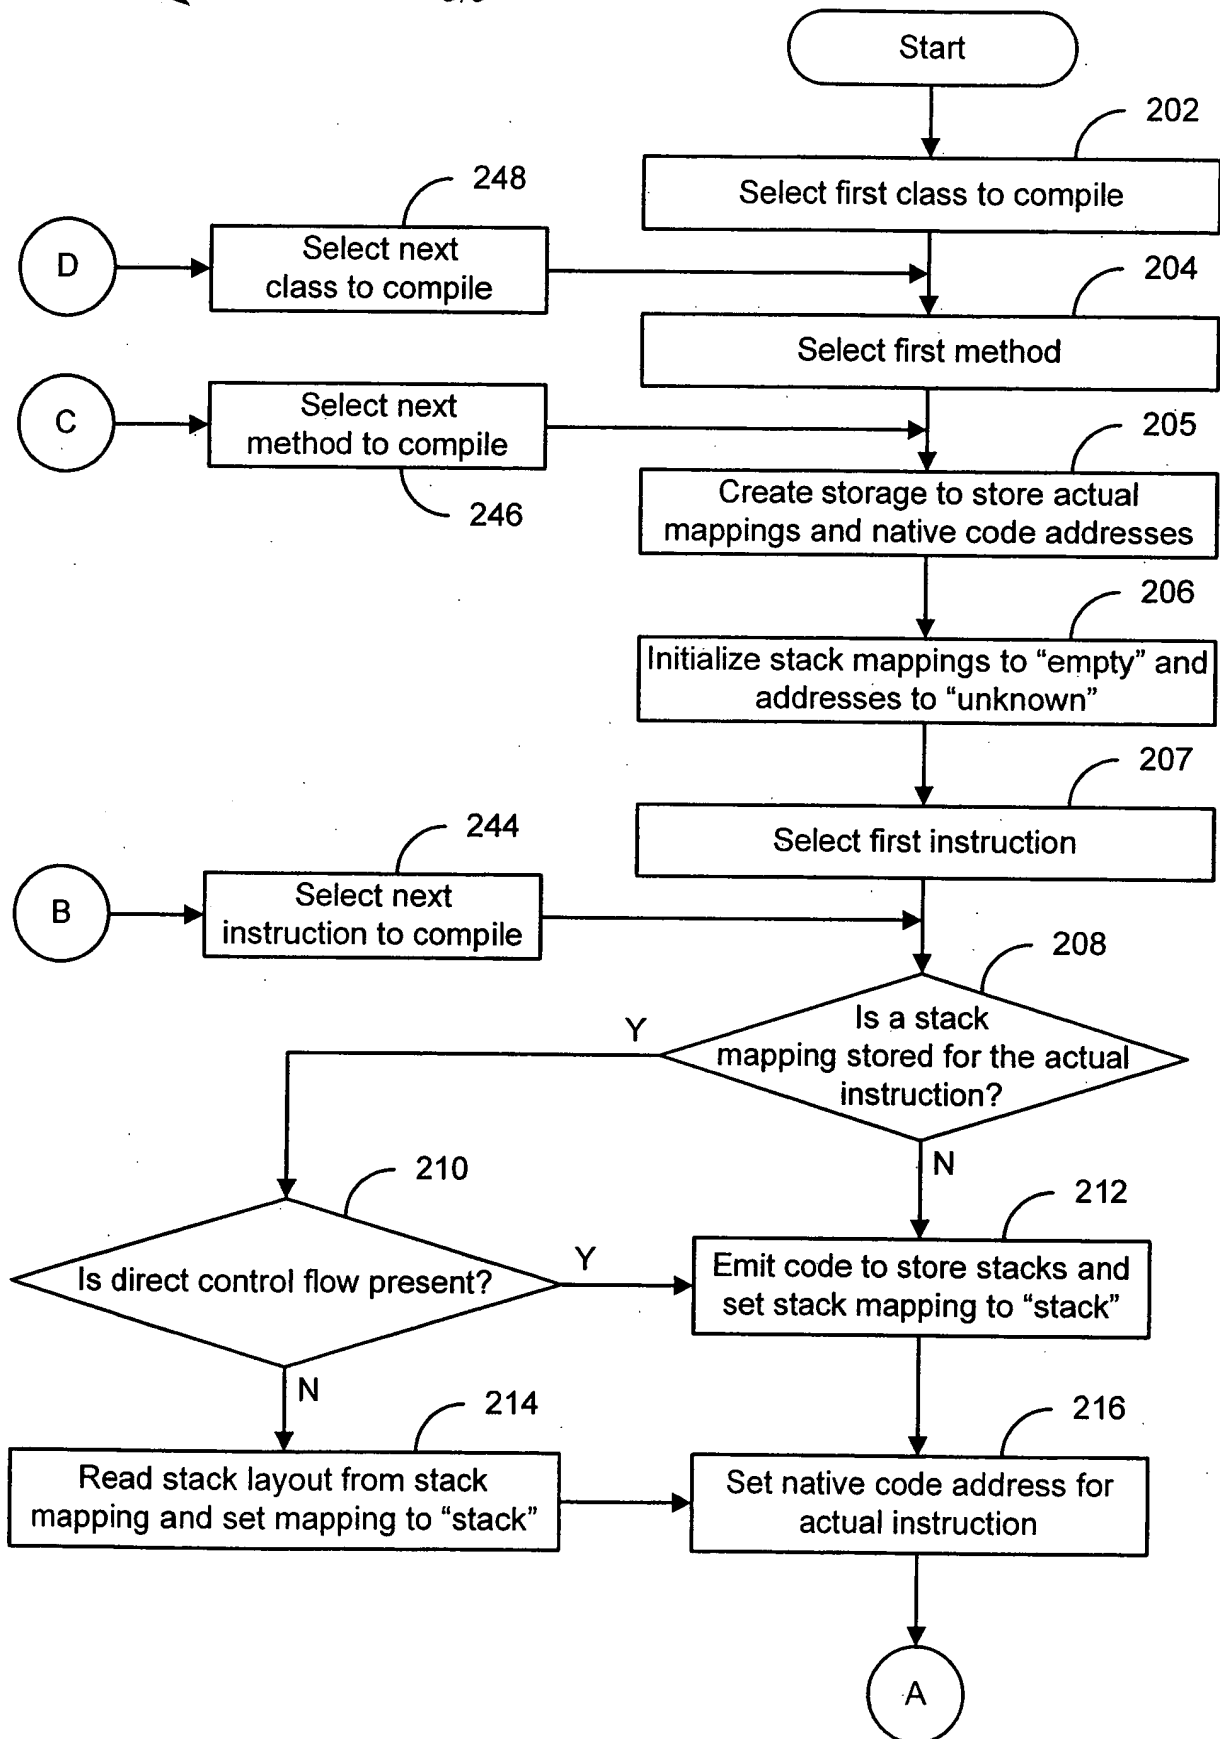 Start
202
Select first class to compile
248
D
Select next
class to compile
204
Select first method
C
Select next
method to compile
246
205
Create storage to store actual
mappings and native code addresses
206
Initialize stack mappings to “empty” and
addresses to “unknown”
207
Select first instruction
244
B
Select next
instruction to compile
208
Is a stack
mapping stored for the actual
instruction?
Y
N
210
Is direct control flow present?
Y
N
212
Emit code to store stacks and
set stack mapping to “stack”
214
Read stack layout from stack
mapping and set mapping to “stack”
216
Set native code address for
actual instruction
A